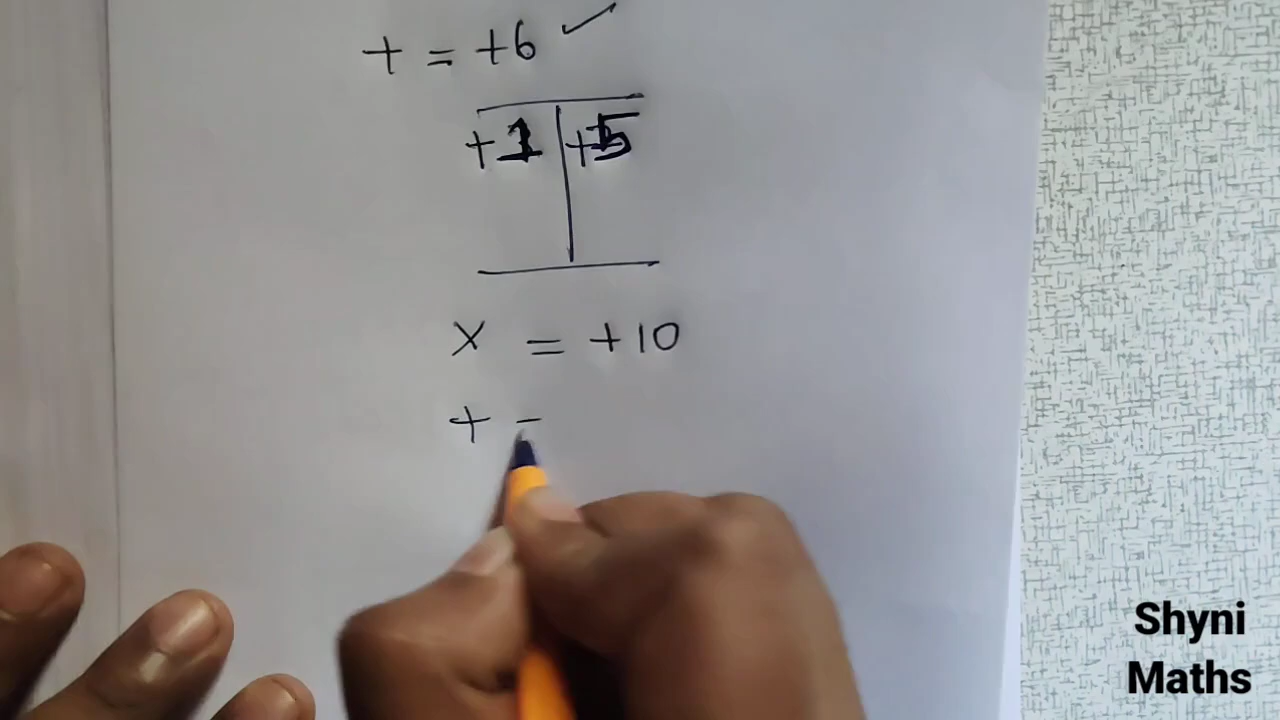 + = +6 ✓
+1 +5
x = +10
+ -
Shyni
Maths